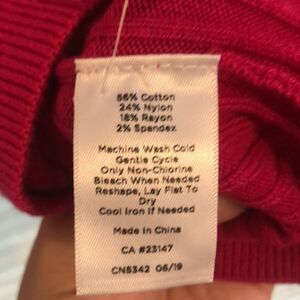 56% Cotton
24% Nylon
18% Rayon
2% Spandex
Machine Wash Cold
Gentle Cycle
Only Non-Chlorine
Bleach When Needed
Reshape, Lay Flat To
Dry
Cool Iron If Needed
Made In China
CA #23147
CN5342 06/19